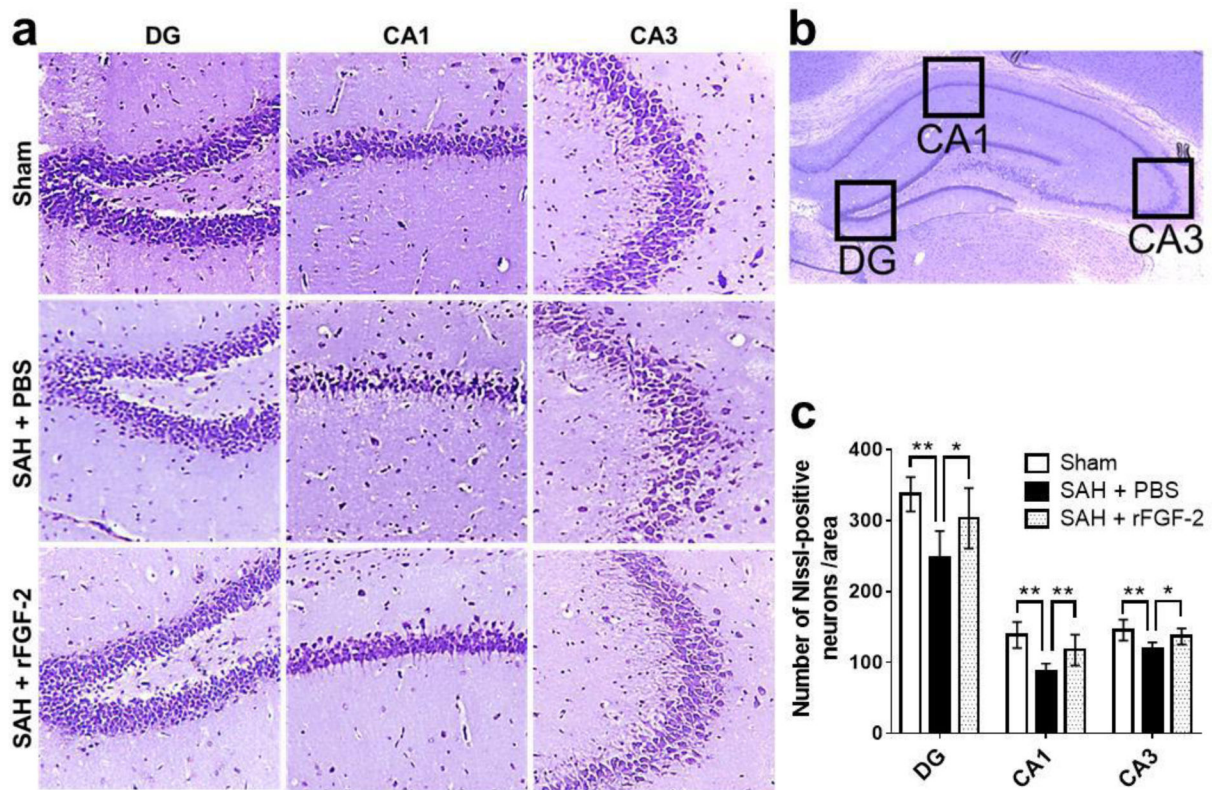 a
DG CA1 CA3
Sham
SAH + PBS
SAH + rFGF-2
b
CA1
DG
CA3
c
Number of NIssl-positive
neurons /area
400
300
200
100
0
** *
** **
** *
Sham
SAH + PBS
SAH + rFGF-2
DG CA1 CA3